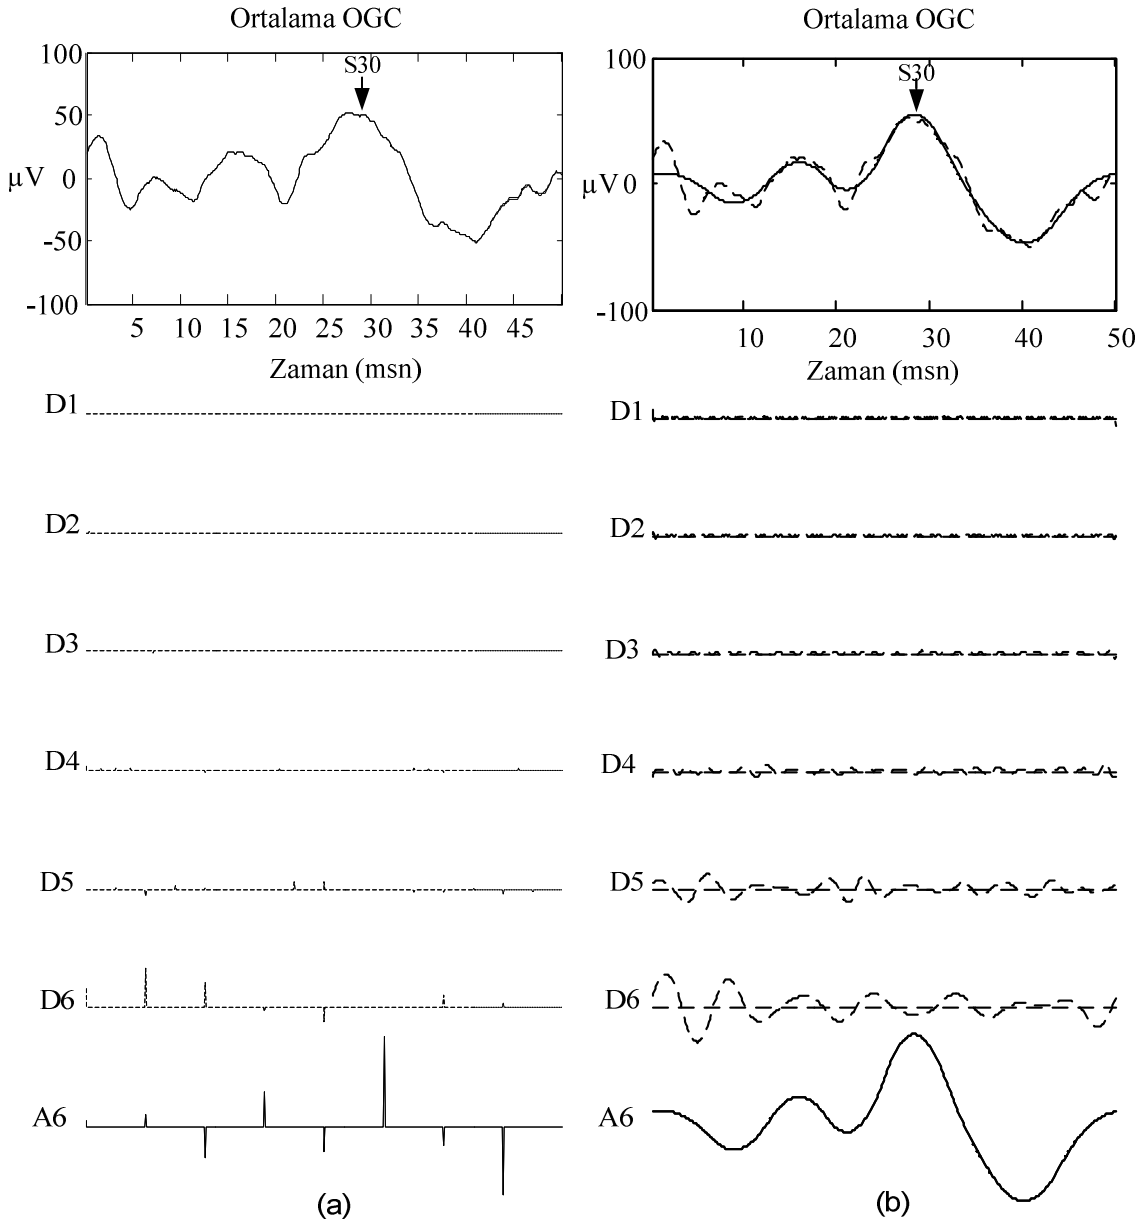 Ortalama OGC
100
S30
50
µV 0
-50
-100
5 10 15 20 25 30 35 40 45
Zaman (msn)
D1
D2
D3
D4
D5
D6
A6
(a)
Ortalama OGC
100
S30
µV 0
-100
10 20 30 40 50
Zaman (msn)
D1
D2
D3
D4
D5
D6
A6
(b)